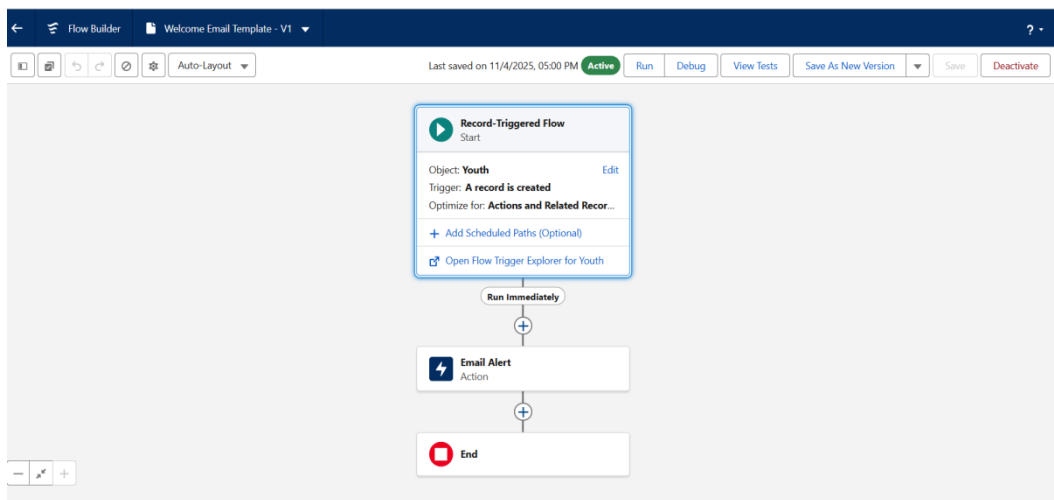 Flow Builder
Welcome Email Template - V1
?
Auto-Layout
Last saved on 11/4/2025, 05:00 PM
Active
Run
Debug
View Tests
Save As New Version
Save
Deactivate
Record-Triggered Flow
Start
Object: Youth
Edit
Trigger: A record is created
Optimize for: Actions and Related Recor...
+ Add Scheduled Paths (Optional)
Open Flow Trigger Explorer for Youth
Run Immediately
Email Alert
Action
End